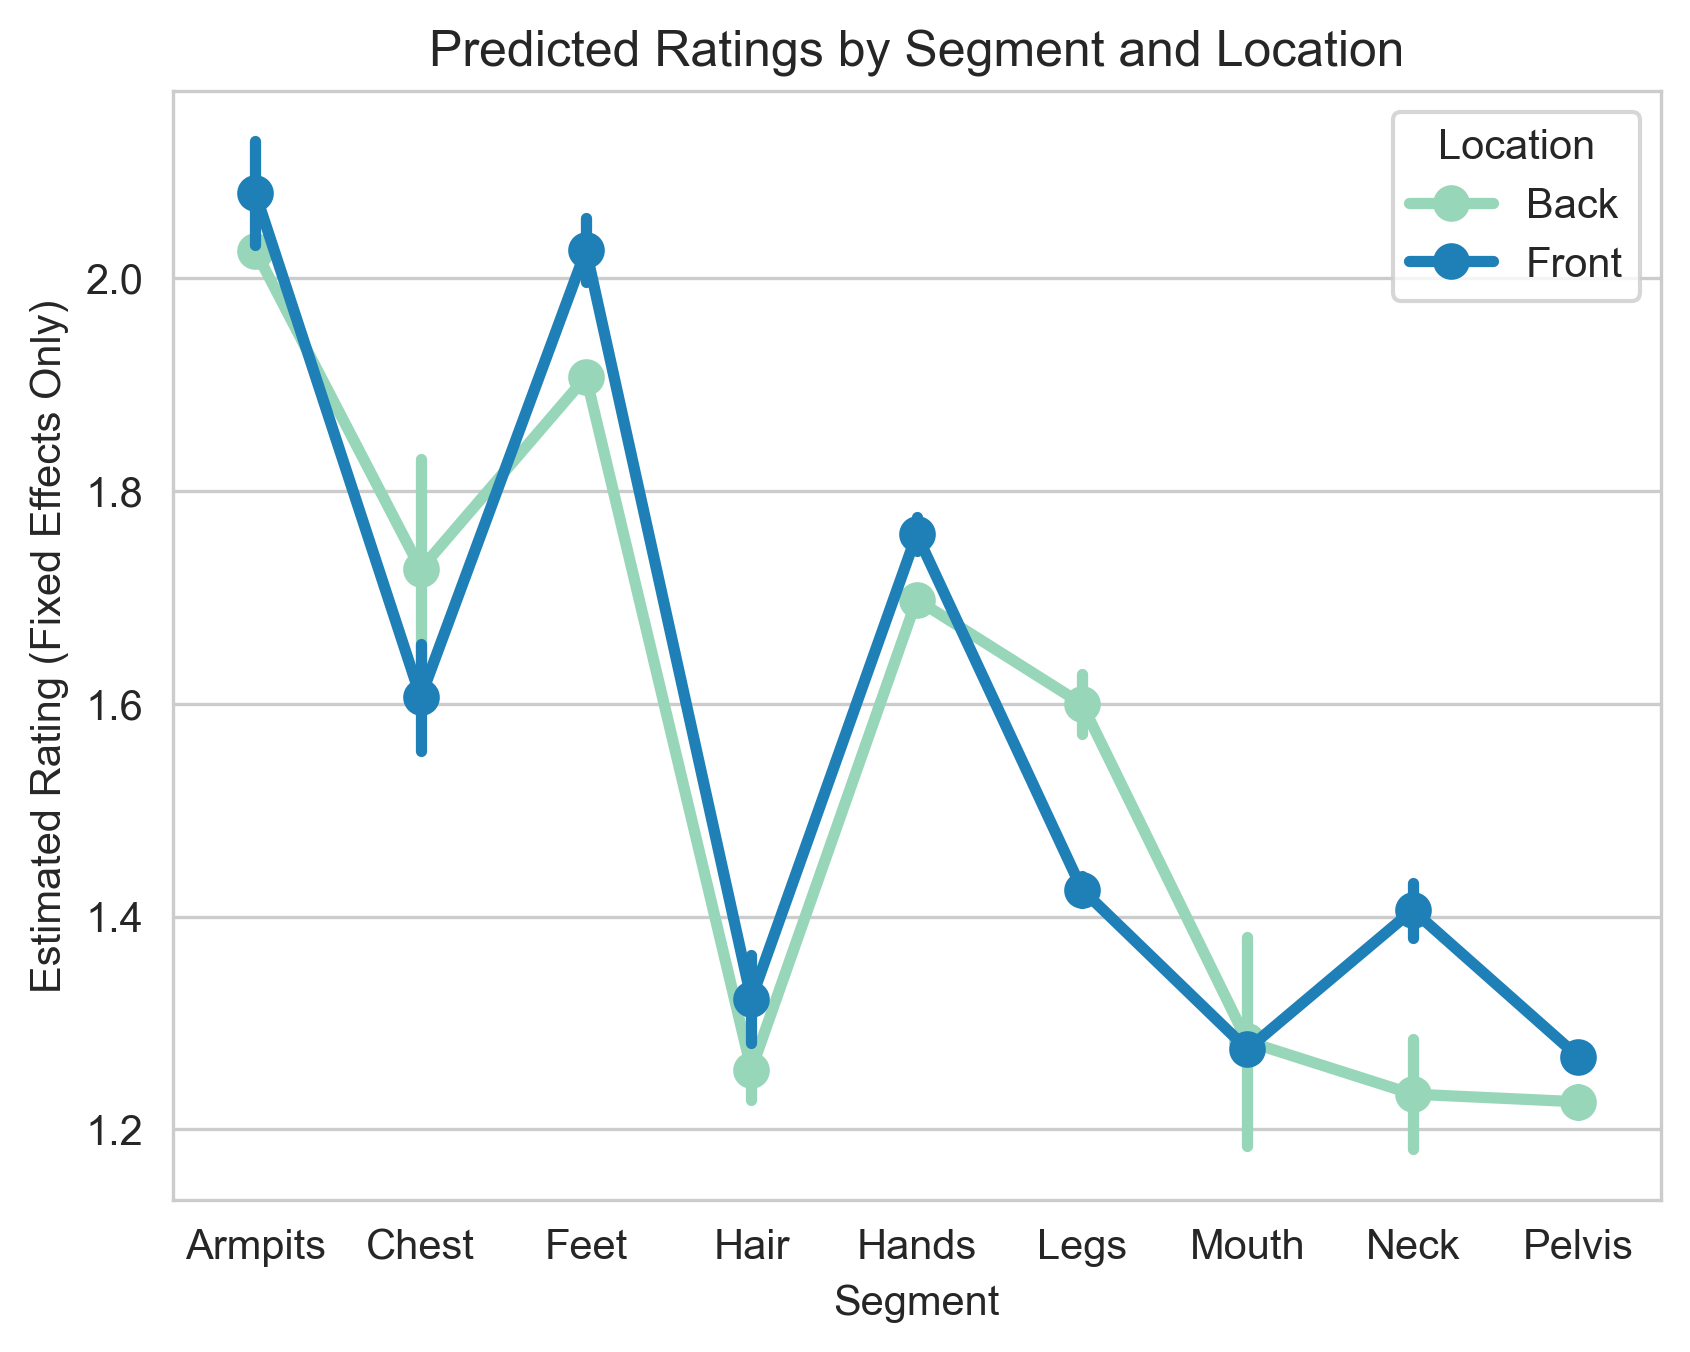 Predicted Ratings by Segment and Location
Location
Back
Front
Estimated Rating (Fixed Effects Only)
2.0
1.8
1.6
1.4
1.2
Armpits Chest Feet Hair Hands Legs Mouth Neck Pelvis
Segment